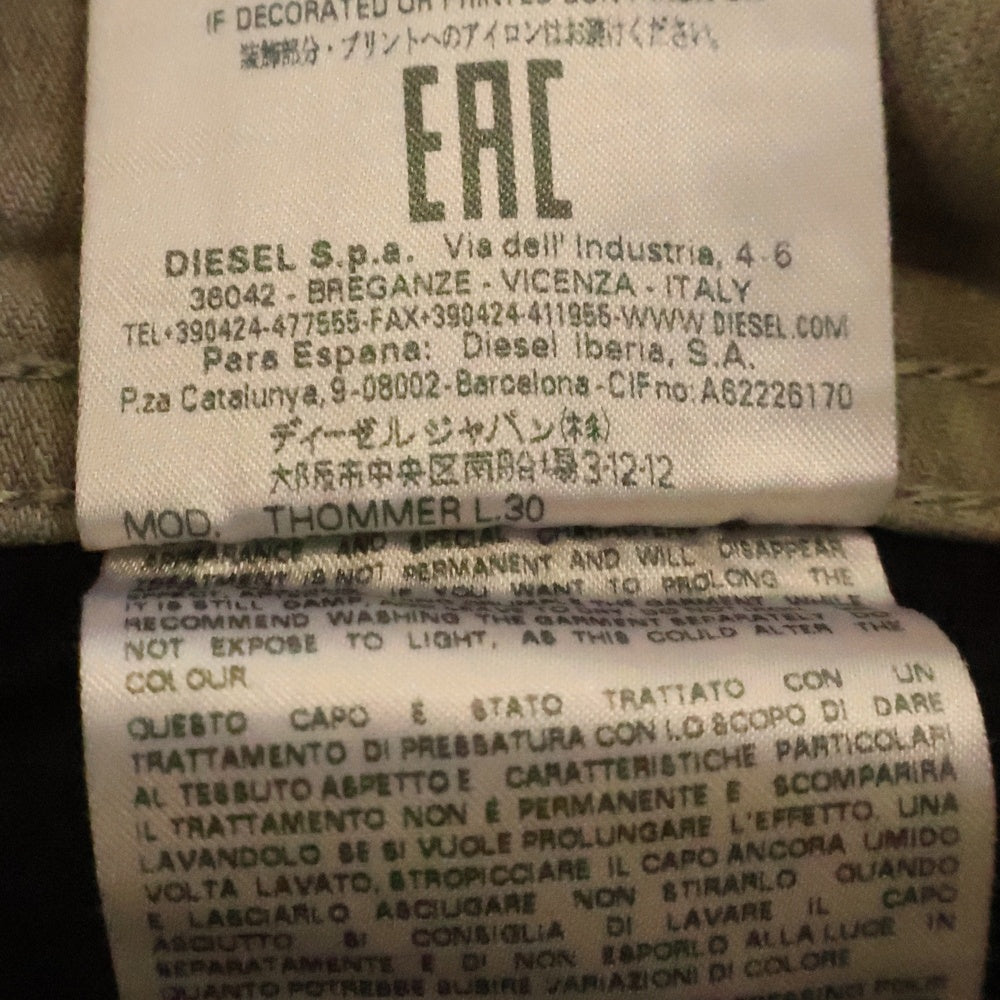 IF DECORATED OR PRINTED
装飾部分・プリントへのアイロンはお避けください。
EAC
DIESEL S.p.a. Via dell' Industria, 4-6
36042 - BREGANZE - VICENZA - ITALY
TEL+390424-477555-FAX+390424-411955-WWW.DIESEL.COM
Para Espana: Diesel Iberia, S.A.
P.za Catalunya, 9-08002-Barcelona-CIF no: A62226170
ディーゼルジャパン(株)
大阪市中央区南船場3-12-12
MOD. THOMMER L.30
APPEARANCE AND SPECIAL
TREATMENT IS NOT PERMANENT AND WILL DISAPPEAR
IF YOU WANT TO PROLONG THE
IT IS STILL THE GARMENT WHILE
RECOMMEND WASHING THE GARMENT SEPARATELY
NOT EXPOSE TO LIGHT, AS THIS COULD ALTER THE
COLOUR
QUESTO CAPO E STATO TRATTATO CON UN
TRATTAMENTO DI PRESSATURA CON LO SCOPO DI DARE
AL TESSUTO ASPETTO E CARATTERISTICHE PARTICOLARI
IL TRATTAMENTO NON É PERMANENTE E SCOMPARIRA
LAVANDOLO SE SI VUOLE PROLUNGARE L'EFFETTO, UNA
VOLTA LAVATO, STROPICCIARE IL CAPO ANCORA UMIDO
E LASCIARLO ASCIUGARE NON STIRARLO QUANDO
ASCIUTTO SI CONSIGLIA DI LAVARE IL CAPO
SEPARATAMENTE E DI NON ESPORLO ALLA LUCE IN
QUANTO POTREBBE SUBIRE VARIAZIONI DI COLORE